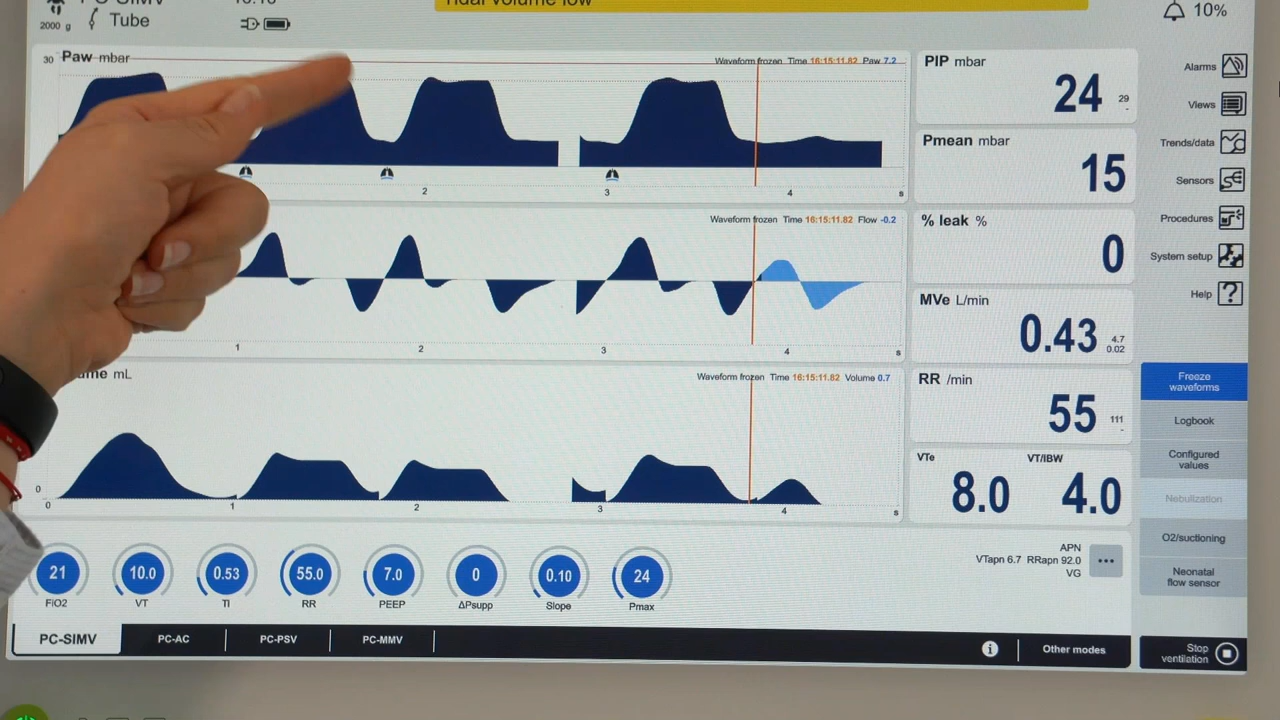 Tidal volume low
10%
2000 g
Tube
30
Paw mbar
Waveform frozen Time 16:15:11.82 Paw 7.2
2 3 4 s
Waveform frozen Time 16:15:11.82 Flow -0.2
1 2 3 4 s
mL
Waveform frozen Time 16:15:11.82 Volume 0.7
0
0 1 2 3 4 s
PIP mbar
24
29
-
Pmean mbar
15
% leak %
0
MVe L/min
0.43
4.7
0.02
RR /min
55
111
-
VTe
8.0
VT/IBW
4.0
Alarms
Views
Trends/data
Sensors
Procedures
System setup
Help
?
Freeze
waveforms
Logbook
Configured
values
Nebulization
O2/suctioning
Neonatal
flow sensor
21 10.0 0.53 55.0 7.0 0 0.10 24
FiO2 VT TI RR PEEP ΔPsupp Slope Pmax
APN
VTapn 6.7 RRapn 92.0
VG
...
PC-SIMV PC-AC PC-PSV PC-MMV
i
Other modes
Stop
ventilation